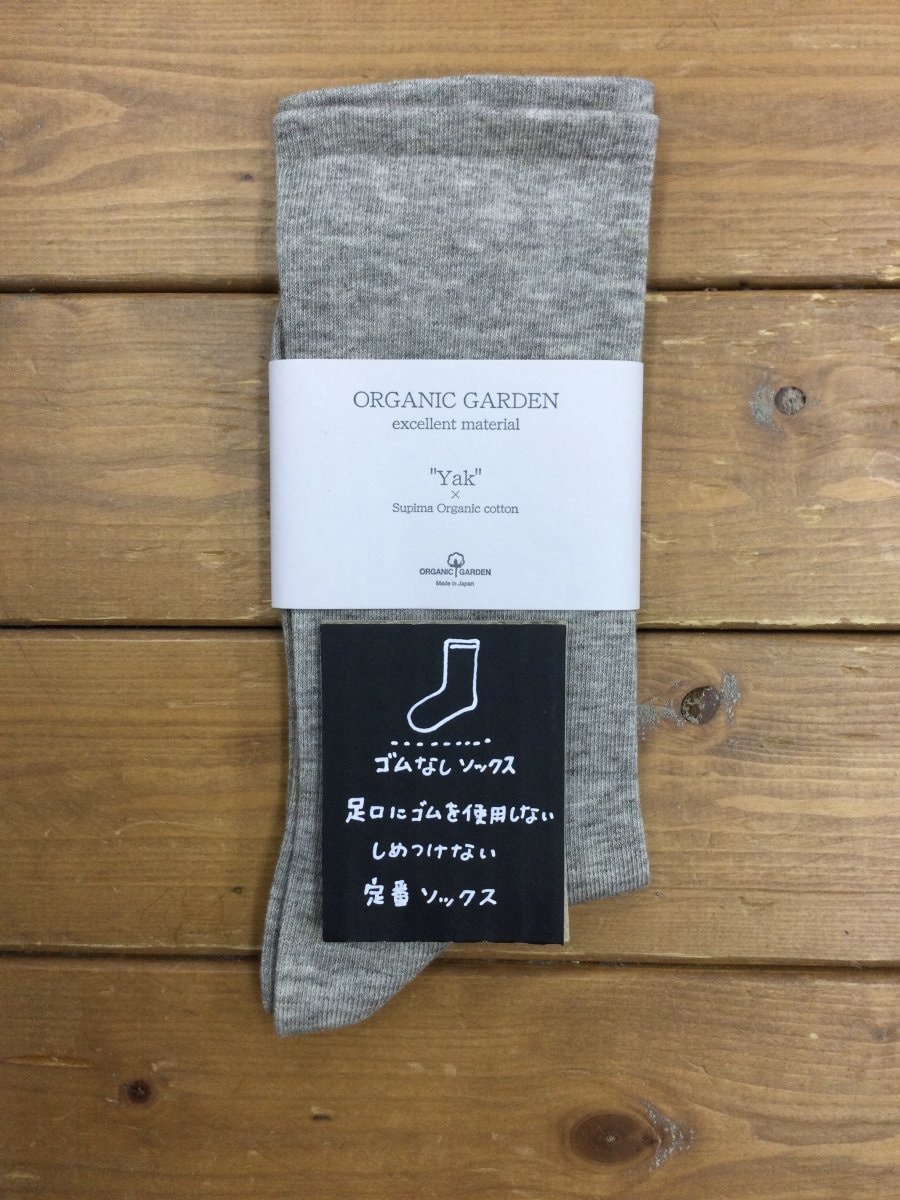 ORGANIC GARDEN
excellent material
"Yak"
×
Supima Organic cotton
ORGANIC GARDEN
Made in Japan
ゴムなしソックス
足口にゴムを使用しない
しめつけない
定番ソックス